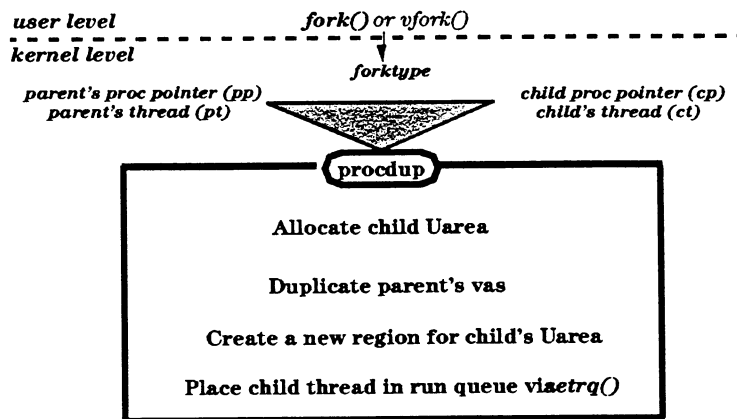 user level
fork() or vfork()
kernel level
forktype
parent's proc pointer (pp)
parent's thread (pt)
child proc pointer (cp)
child's thread (ct)
procdup
Allocate child Uarea
Duplicate parent's vas
Create a new region for child's Uarea
Place child thread in run queue viasetrq()